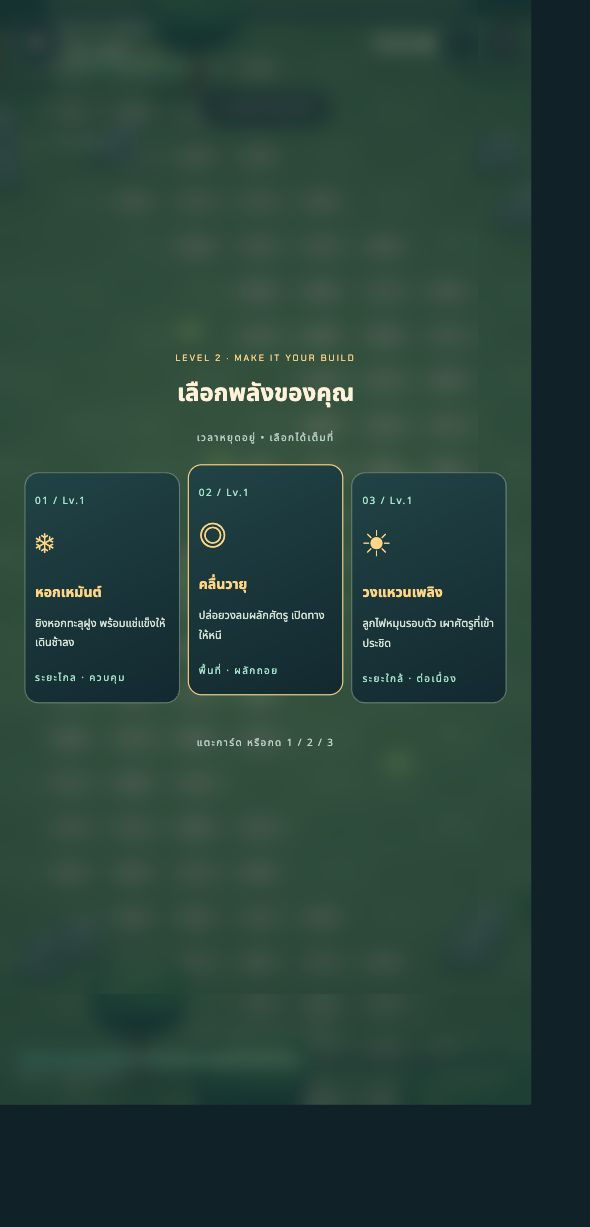 LEVEL 2 · MAKE IT YOUR BUILD
เลือกพลังของคุณ
เวลาหยุดอยู่ • เลือกได้เต็มที่
01 / Lv.1
หอกเหมันต์
ยิงหอกทะลุฝูง พร้อมแช่แข็งให้
เดินช้าลง
ระยะไกล · ควบคุม
02 / Lv.1
คลื่นวายุ
ปล่อยวงลมผลักศัตรู เปิดทาง
ให้หนี
พื้นที่ · ผลักถอย
03 / Lv.1
วงแหวนเพลิง
ลูกไฟหมุนรอบตัว เผาศัตรูที่เข้า
ประชิด
ระยะใกล้ · ต่อเนื่อง
แตะการ์ด หรือกด 1 / 2 / 3